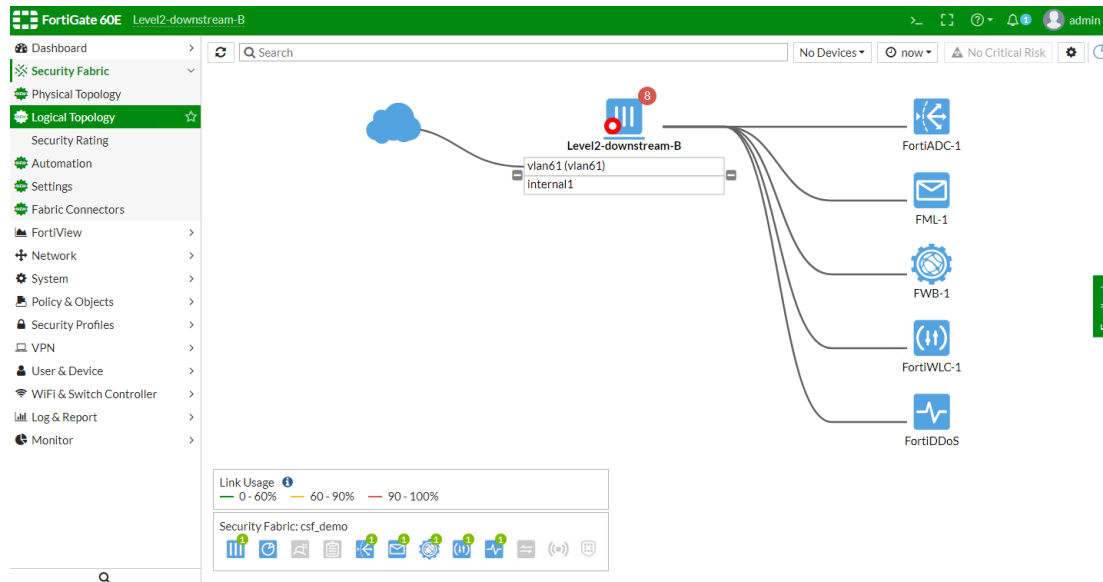 FortiGate 60E Level2-downstream-B
>_ admin
1
Dashboard
Security Fabric
Physical Topology
Logical Topology
Security Rating
Automation
Settings
Fabric Connectors
FortiView
Network
System
Policy & Objects
Security Profiles
VPN
User & Device
WiFi & Switch Controller
Log & Report
Monitor
Search
No Devices
now
No Critical Risk
8
Level2-downstream-B
vlan61 (vlan61)
internal1
FortiADC-1
FML-1
FWB-1
FortiWLC-1
FortiDDoS
Link Usage
0 - 60% 60 - 90% 90 - 100%
Security Fabric: csf_demo
1 1 1 1 1 1